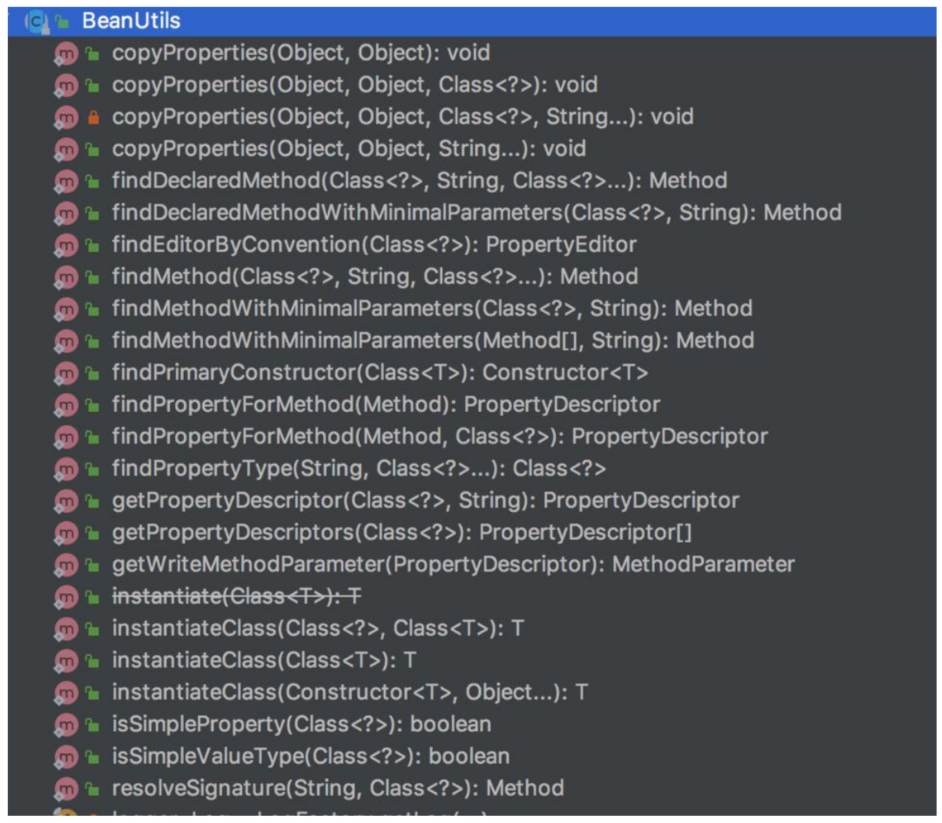 BeanUtils
copyProperties(Object, Object): void
copyProperties(Object, Object, Class<?>): void
copyProperties(Object, Object, Class<?>, String...): void
copyProperties(Object, Object, String...): void
findDeclaredMethod(Class<?>, String, Class<?>...): Method
findDeclaredMethodWithMinimalParameters(Class<?>, String): Method
findEditorByConvention(Class<?>): PropertyEditor
findMethod(Class<?>, String, Class<?>...): Method
findMethodWithMinimalParameters(Class<?>, String): Method
findMethodWithMinimalParameters(Method[], String): Method
findPrimaryConstructor(Class<T>): Constructor<T>
findPropertyForMethod(Method): PropertyDescriptor
findPropertyForMethod(Method, Class<?>): PropertyDescriptor
findPropertyType(String, Class<?>...): Class<?>
getPropertyDescriptor(Class<?>, String): PropertyDescriptor
getPropertyDescriptors(Class<?>): PropertyDescriptor[]
getWriteMethodParameter(PropertyDescriptor): MethodParameter
instantiate(Class<T>): T
instantiateClass(Class<?>, Class<T>): T
instantiateClass(Class<T>): T
instantiateClass(Constructor<T>, Object...): T
isSimpleProperty(Class<?>): boolean
isSimpleValueType(Class<?>): boolean
resolveSignature(String, Class<?>): Method